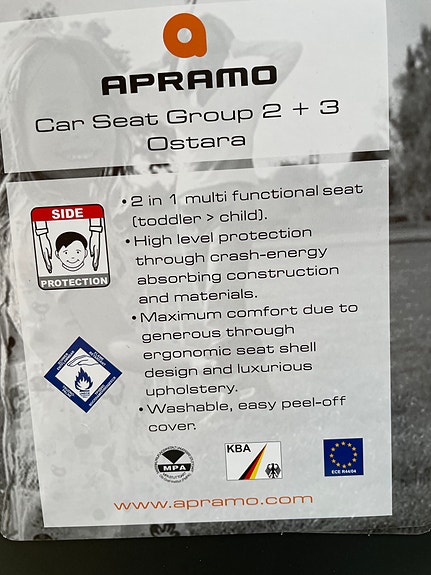 APRAMO
Car Seat Group 2 + 3
Ostara
SIDE
PROTECTION
• 2 in 1 multi functional seat
(toddler > child).
• High level protection
through crash-energy
absorbing construction
and materials.
• Maximum comfort due to
generous through
ergonomic seat shell
design and luxurious
upholstery.
• Washable, easy peel-off
cover.
MPA
KBA
ECE R44/04
www.apramo.com